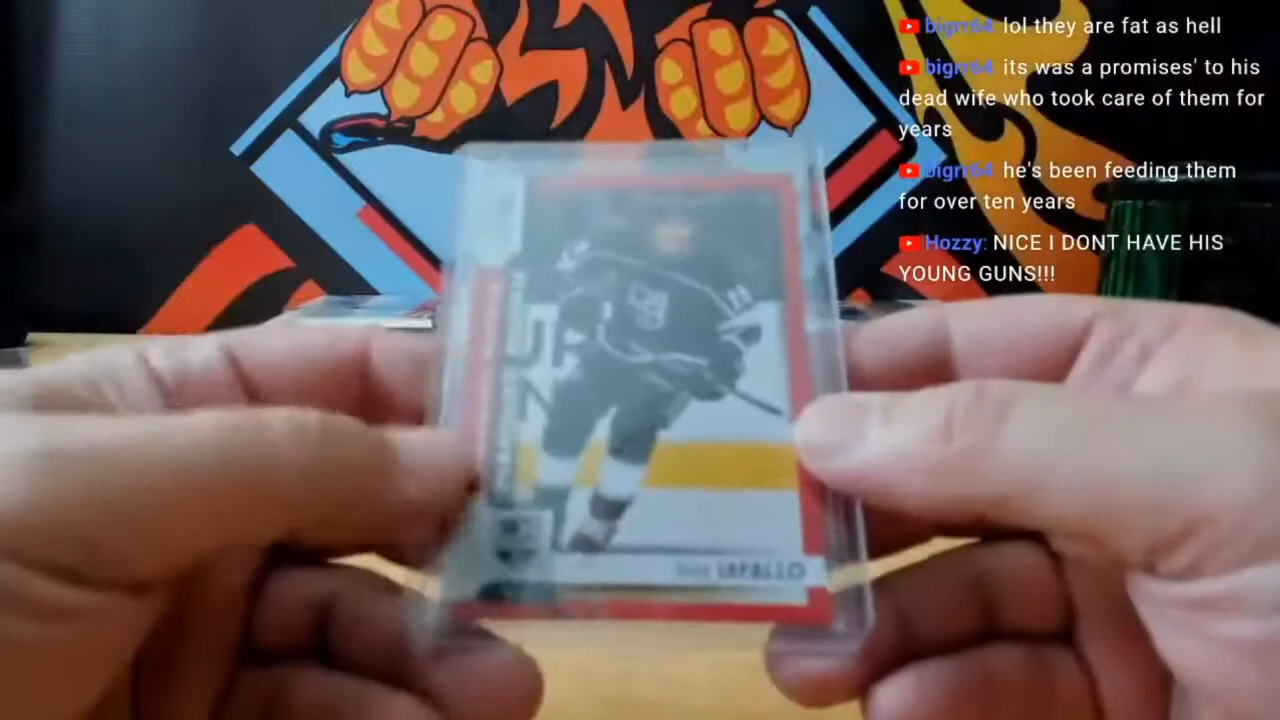 bigrr64 lol they are fat as hell
bigrr64 its was a promises' to his
dead wife who took care of them for
years
bigrr64 he's been feeding them
for over ten years
Hozzy: NICE I DONT HAVE HIS
YOUNG GUNS!!!
IAFALLO